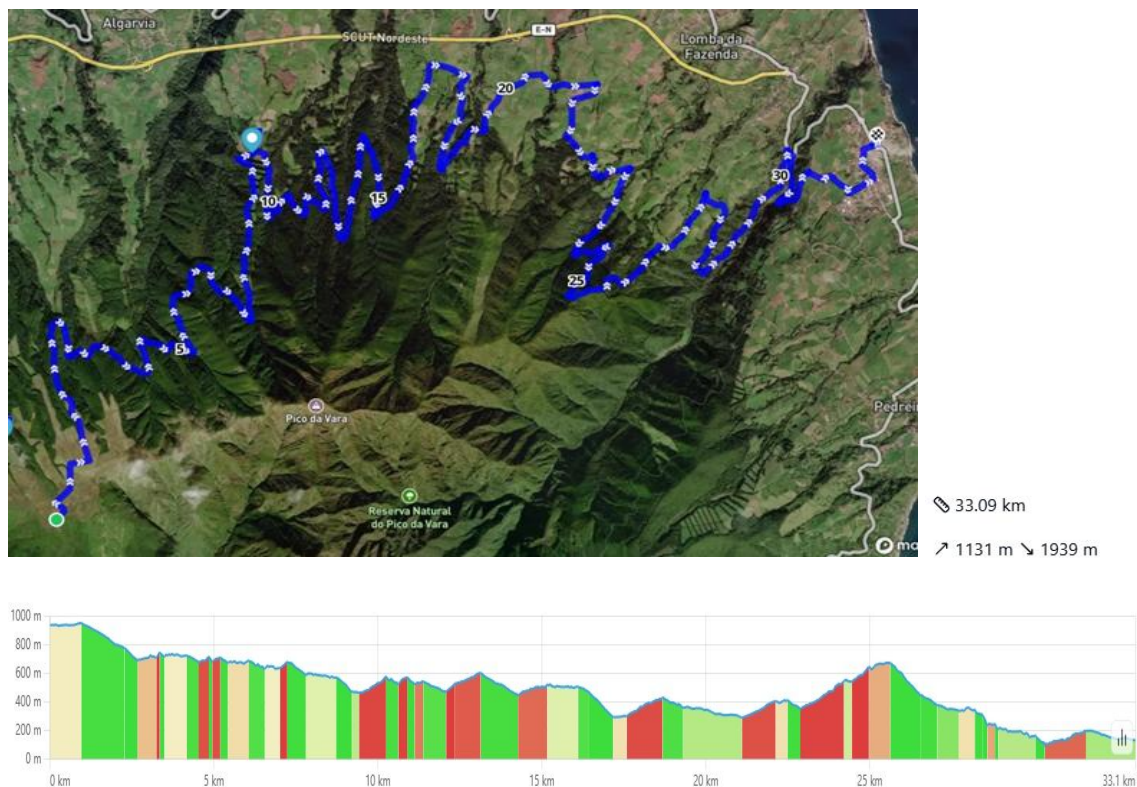 Algarvia
SCUT Nordeste
E-N
Lomba da
Fazenda
20
10
15
30
25
5
Pico da Vara
Pedrei
Reserva Natural
do Pico da Vara
33.09 km
↗ 1131 m ↘ 1939 m
1000 m
800 m
600 m
400 m
200 m
0 m
0 km
5 km
10 km
15 km
20 km
25 km
33.1 km